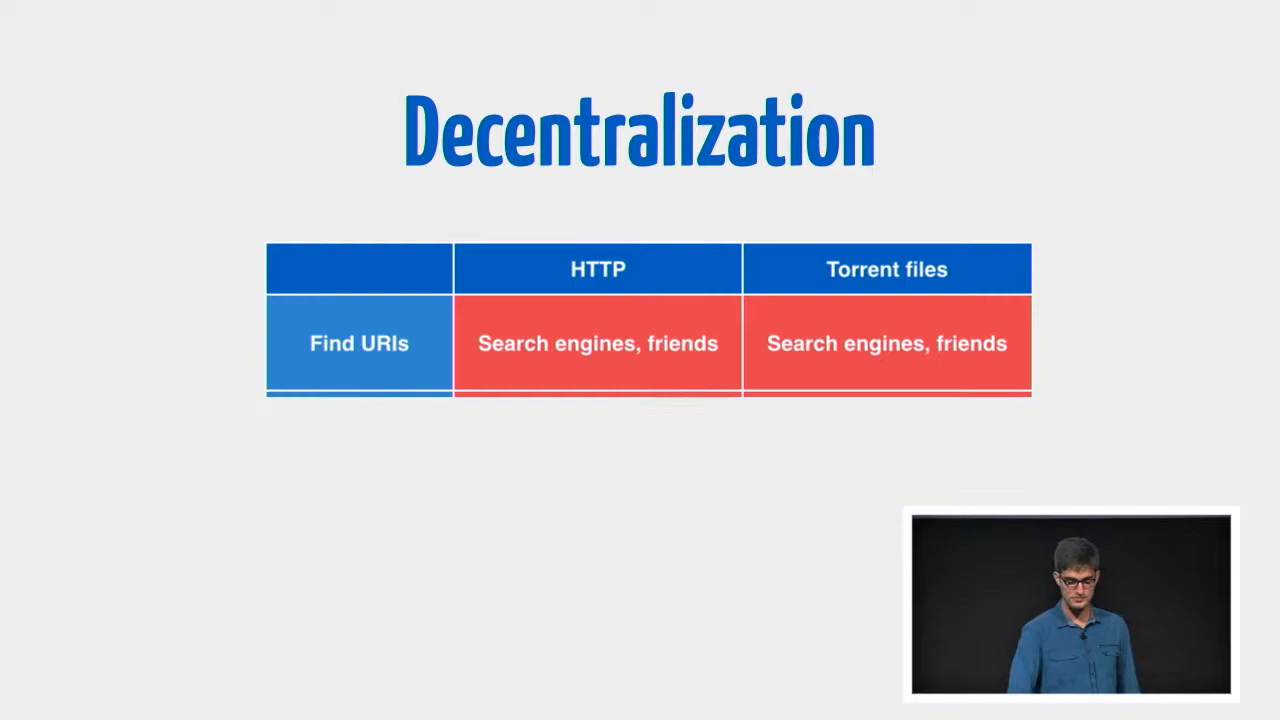 Decentralization
HTTP
Torrent files
Find URIs
Search engines, friends
Search engines, friends